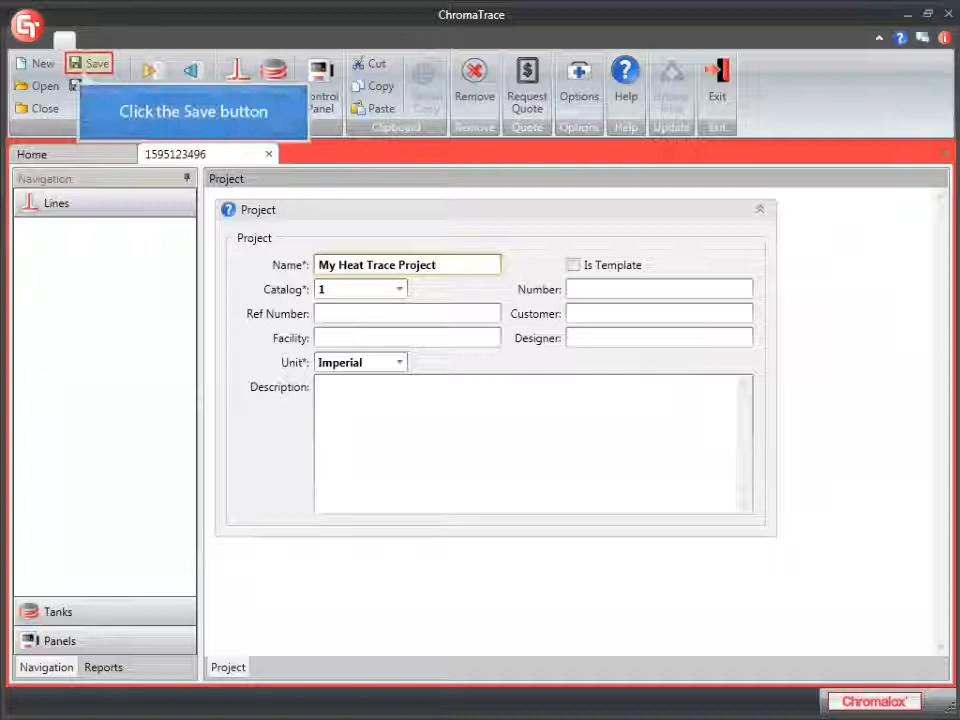 ChromaTrace
New
Save
Open
Close
Click the Save button
ontrol
Panel
Cut
Copy
Paste
Clipboard
Remove
Remove
Request
Quote
Quote
Options
Options
Help
Help
Update
Exit
Exit
Home
1595123496
Navigation
Lines
Tanks
Panels
Navigation
Reports
Project
Project
Project
Name*:
My Heat Trace Project
Is Template
Catalog*:
1
Number:
Ref Number:
Customer:
Facility:
Designer:
Unit*:
Imperial
Description:
Project
Chromalox